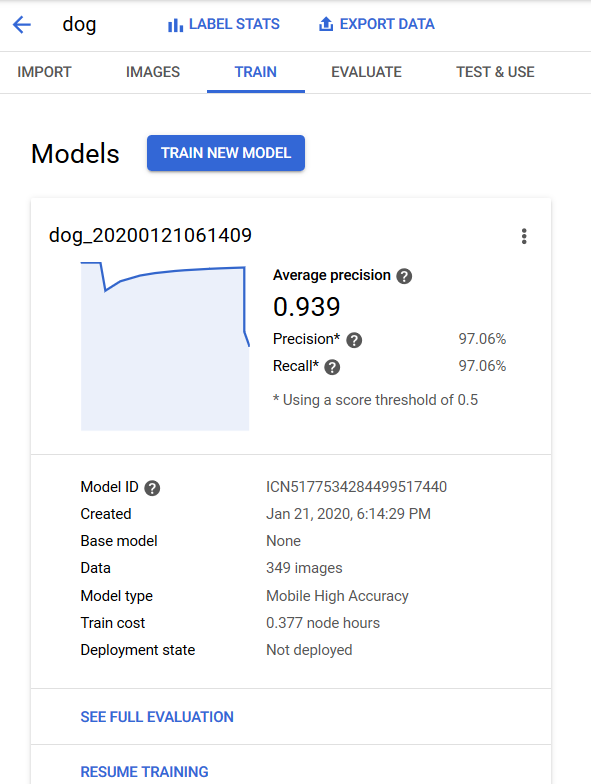 dog LABEL STATS EXPORT DATA
IMPORT IMAGES TRAIN EVALUATE TEST & USE
Models TRAIN NEW MODEL
dog_20200121061409
Average precision ?
0.939
Precision* ? 97.06%
Recall* ? 97.06%
* Using a score threshold of 0.5
Model ID ? ICN5177534284499517440
Created Jan 21, 2020, 6:14:29 PM
Base model None
Data 349 images
Model type Mobile High Accuracy
Train cost 0.377 node hours
Deployment state Not deployed
SEE FULL EVALUATION
RESUME TRAINING